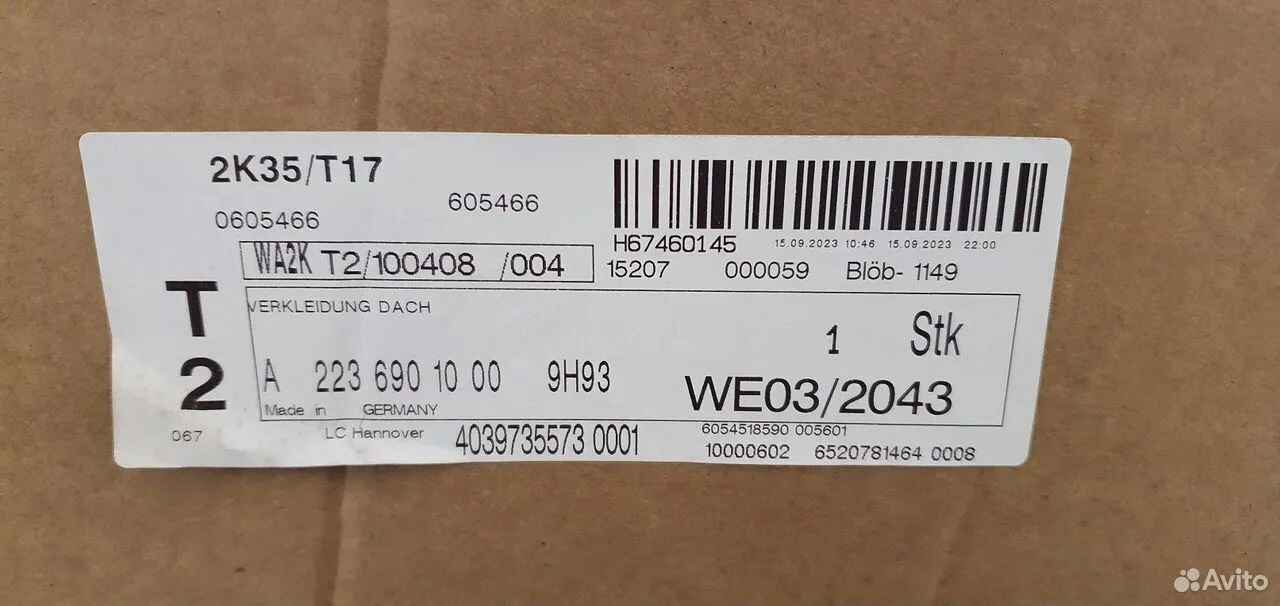 2K35/T17
0605466 605466
H67460145 15.09.2023 10:46 15.09.2023 22:00
WA2K T2/100408 /004 15207 000059 Blöb- 1149
T2
VERKLEIDUNG DACH
1 Stk
A 223 690 10 00 9H93 WE03/2043
Made in GERMANY
067 LC Hannover 4039735573 0001 6054518590 005601
10000602 6520781464 0008
Avito